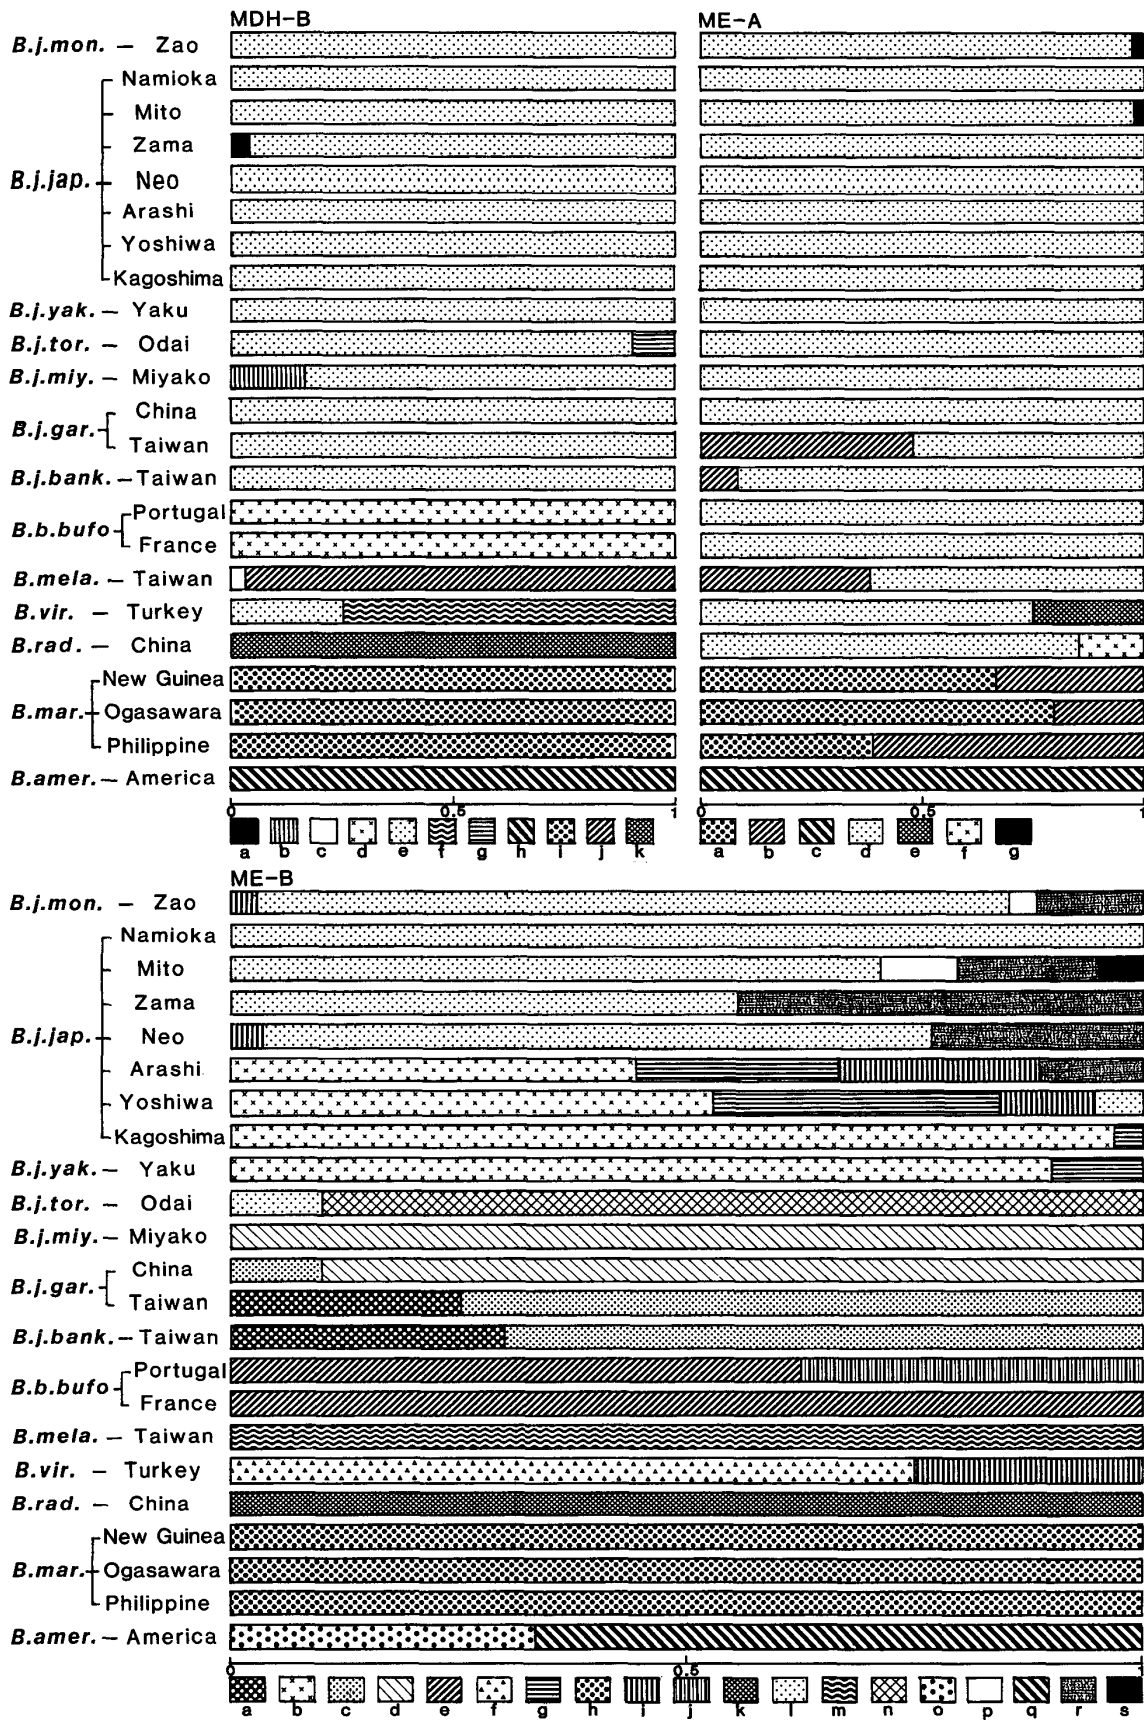 MDH-B ME-A
B.j.mon. — Zao
Namioka
Mito
Zama
B.j.jap. Neo
Arashi
Yoshiwa
Kagoshima
B.j.yak. — Yaku
B.j.tor. — Odai
B.j.miy. — Miyako
China
B.j.gar.
Taiwan
B.j.bank. — Taiwan
Portugal
B.b.bufo
France
B.mela. — Taiwan
B.vir. — Turkey
B.rad. — China
New Guinea
B.mar. Ogasawara
Philippine
B.amer. — America
0 0.5 1 0 0.5 1
a b c d e f g h i j k a b c d e f g
ME-B
B.j.mon. — Zao
Namioka
Mito
Zama
B.j.jap. Neo
Arashi
Yoshiwa
Kagoshima
B.j.yak. — Yaku
B.j.tor. — Odai
B.j.miy. — Miyako
China
B.j.gar.
Taiwan
B.j.bank. — Taiwan
Portugal
B.b.bufo
France
B.mela. — Taiwan
B.vir. — Turkey
B.rad. — China
New Guinea
B.mar. Ogasawara
Philippine
B.amer. — America
0 0.5 1
a b c d e f g h i j k l m n o p q r s